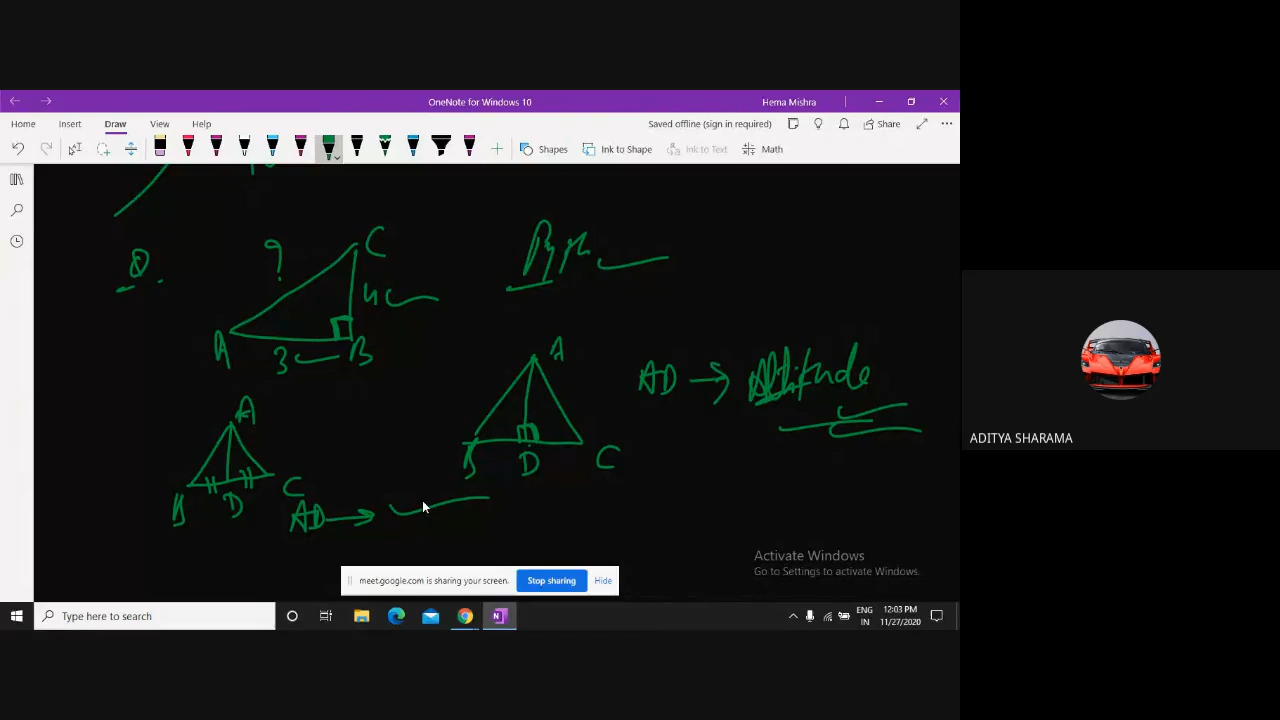 OneNote for Windows 10
Hema Mishra
Home Insert Draw View Help
Saved offline (sign in required)
Share
Shapes
Ink to Shape
Ink to Text
Math
Q.
?
C
4
A
3
B
A
AD → Altitude
B D C
A
B D C
AD →
ADITYA SHARAMA
Activate Windows
Go to Settings to activate Windows.
meet.google.com is sharing your screen.
Stop sharing
Hide
Type here to search
ENG
IN
12:03 PM
11/27/2020